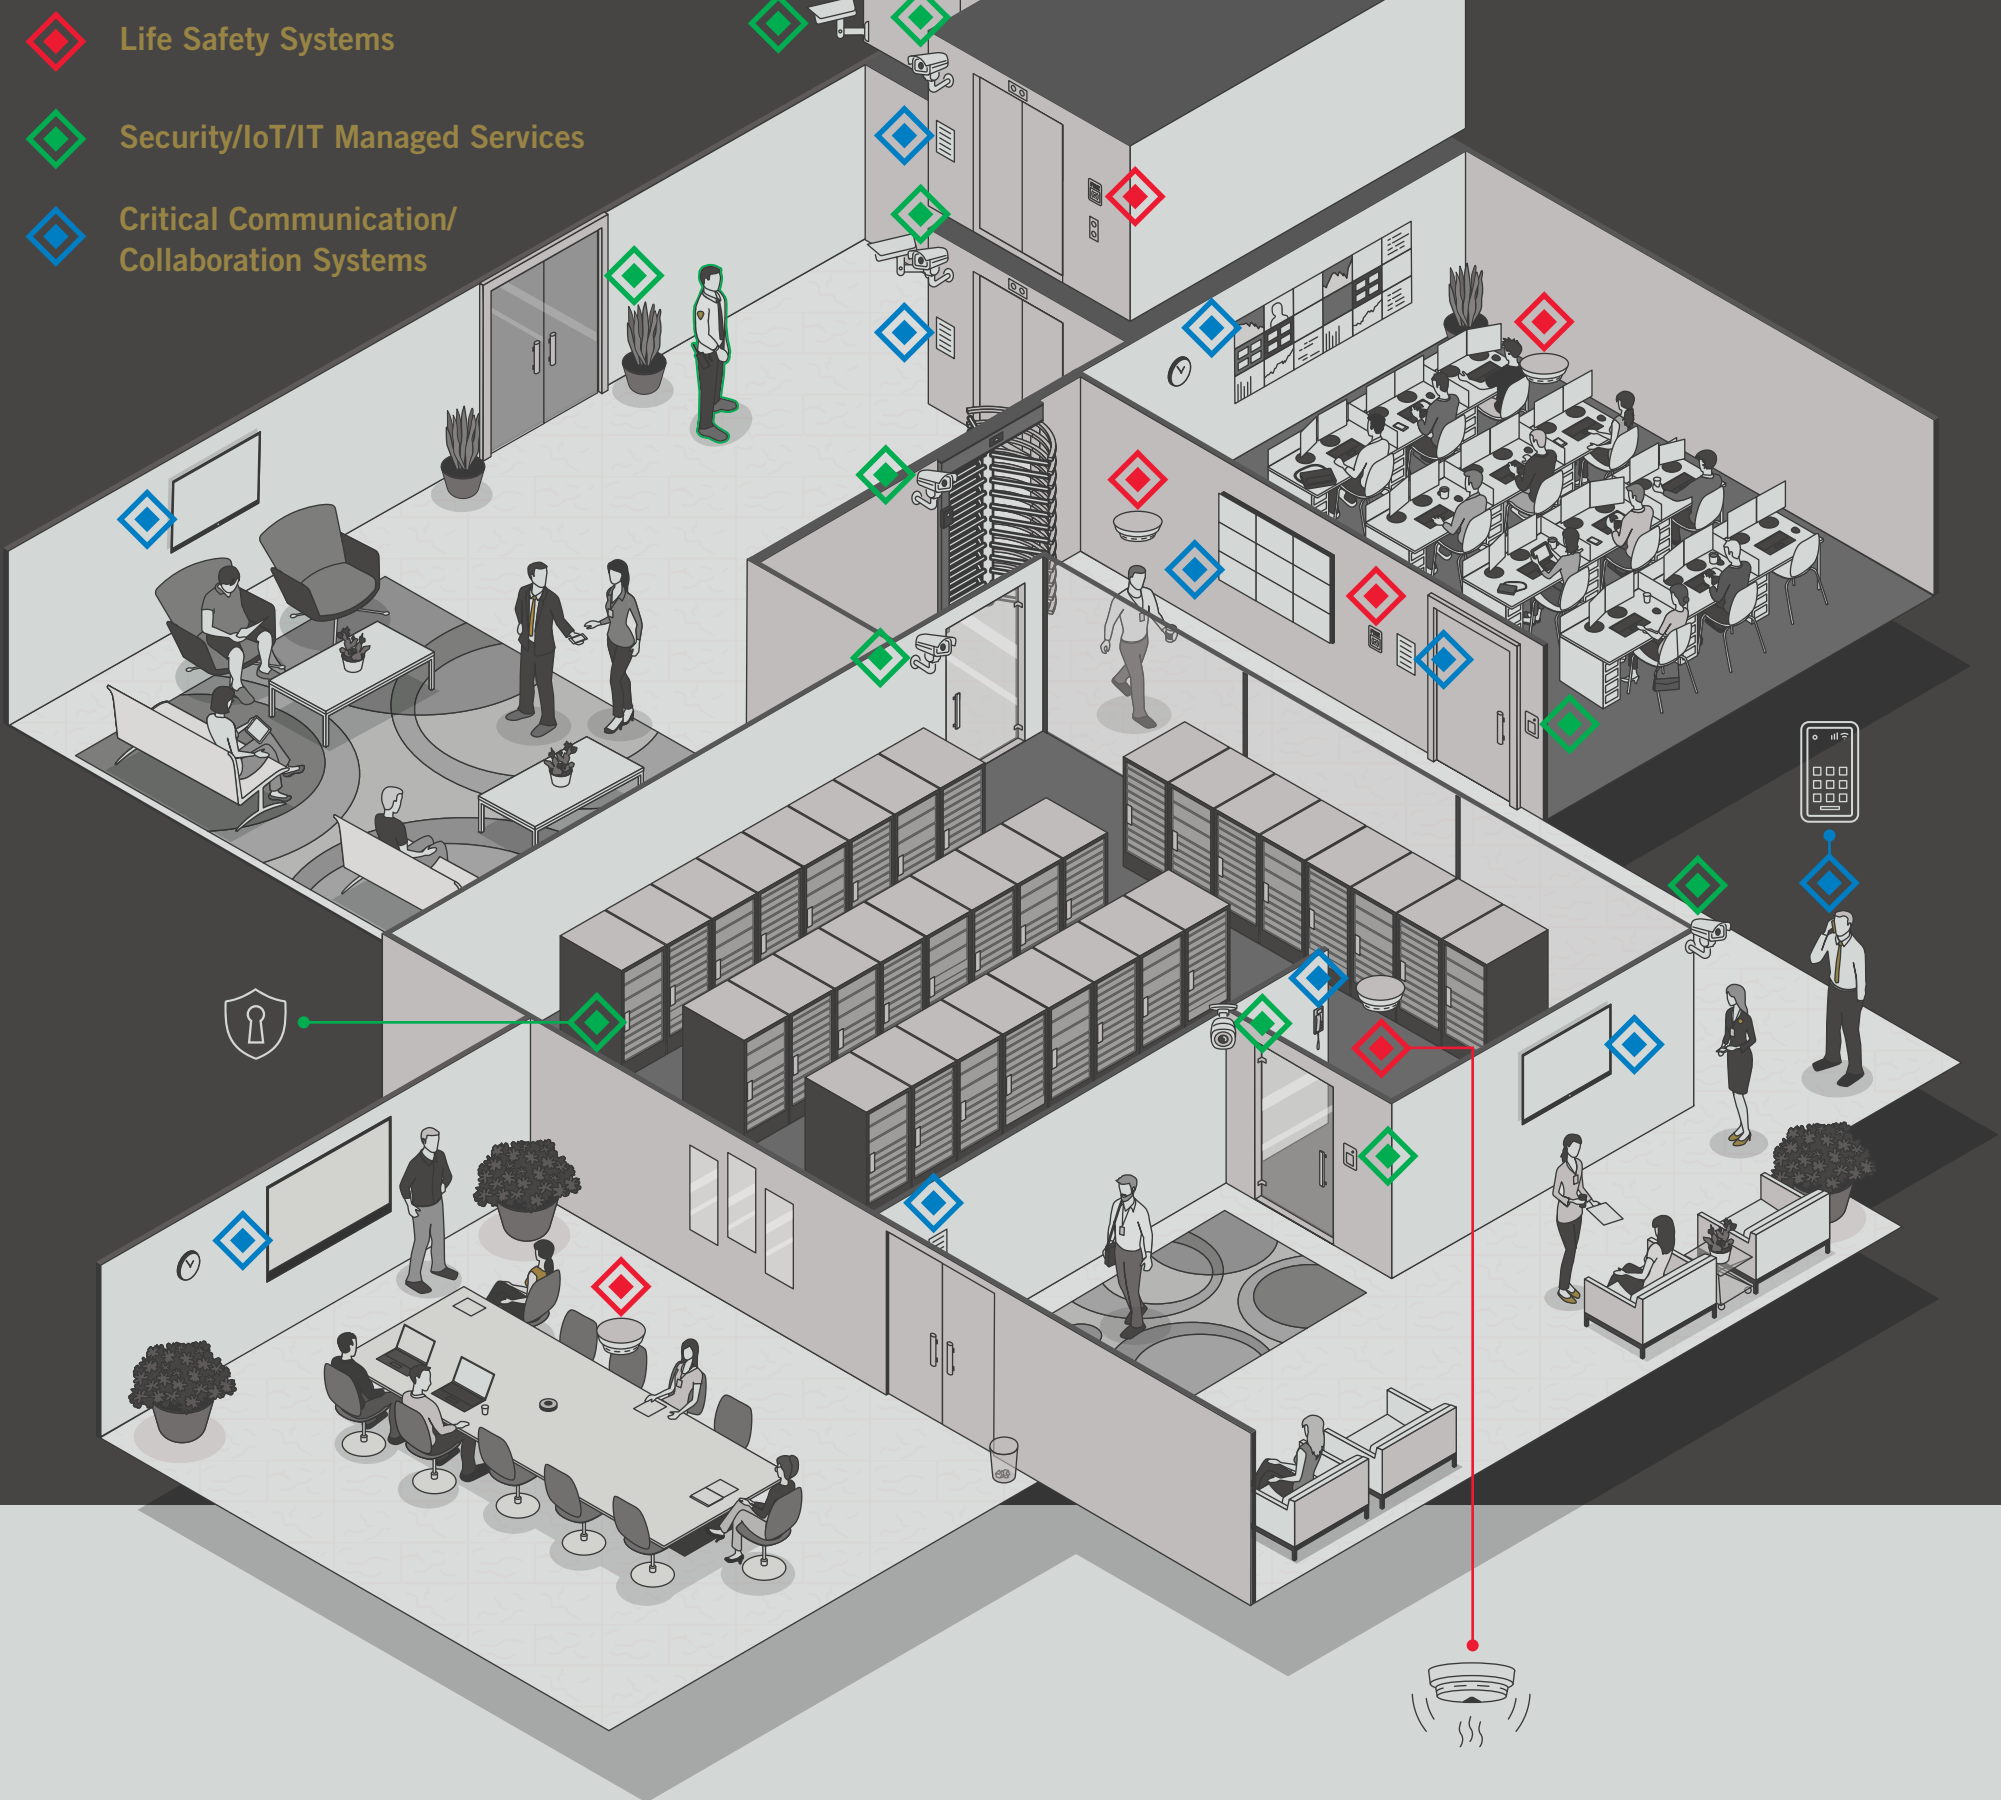 Life Safety Systems
Security/IoT/IT Managed Services
Critical Communication/
Collaboration Systems